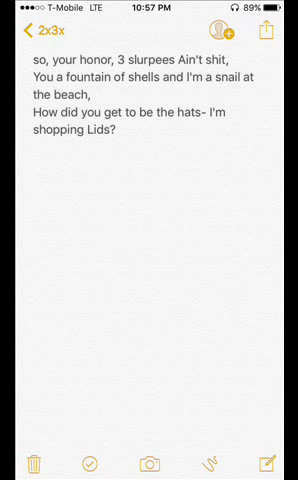 T-Mobile LTE 10:57 PM 89%
2x3x
so, your honor, 3 slurpees Ain't shit,
You a fountain of shells and I'm a snail at
the beach,
How did you get to be the hats- I'm
shopping Lids?